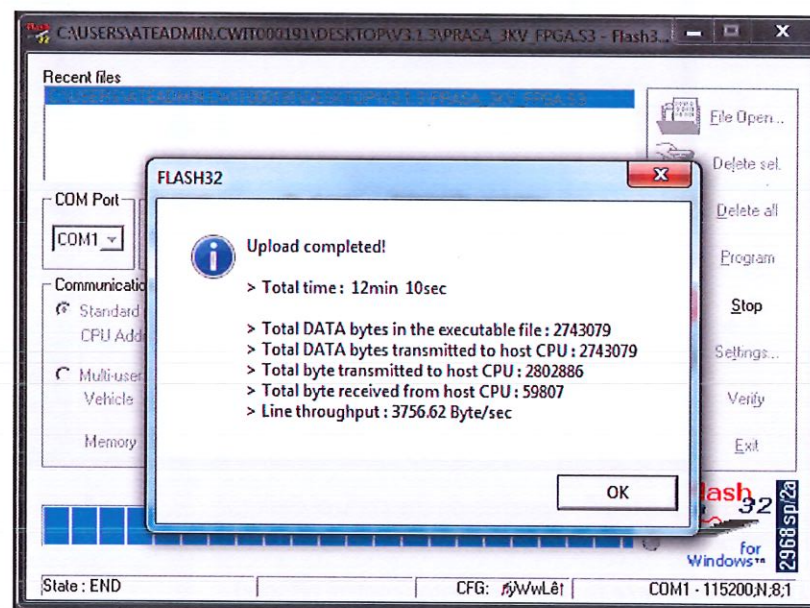 C:\USERS\ATEADMIN.CWIT000191\DESKTOP\V3.1.3\PRASA_3KV_FPGA.S3 - Flash3...
Recent files
File Open...
Delete sel.
Delete all
Program
Stop
Settings...
Verify
Exit
COM Port
COM1
Communicatio
Standard
CPU Add
Multi-user
Vehicle
Memory
FLASH32
Upload completed!
> Total time : 12min 10sec
> Total DATA bytes in the executable file : 2743079
> Total DATA bytes transmitted to host CPU : 2743079
> Total byte transmitted to host CPU : 2802886
> Total byte received from host CPU : 59807
> Line throughput : 3756.62 Byte/sec
OK
lash
32
for
Windows™
2968 sp/2a
State : END
CFG:
COM1 - 115200;N;8;1